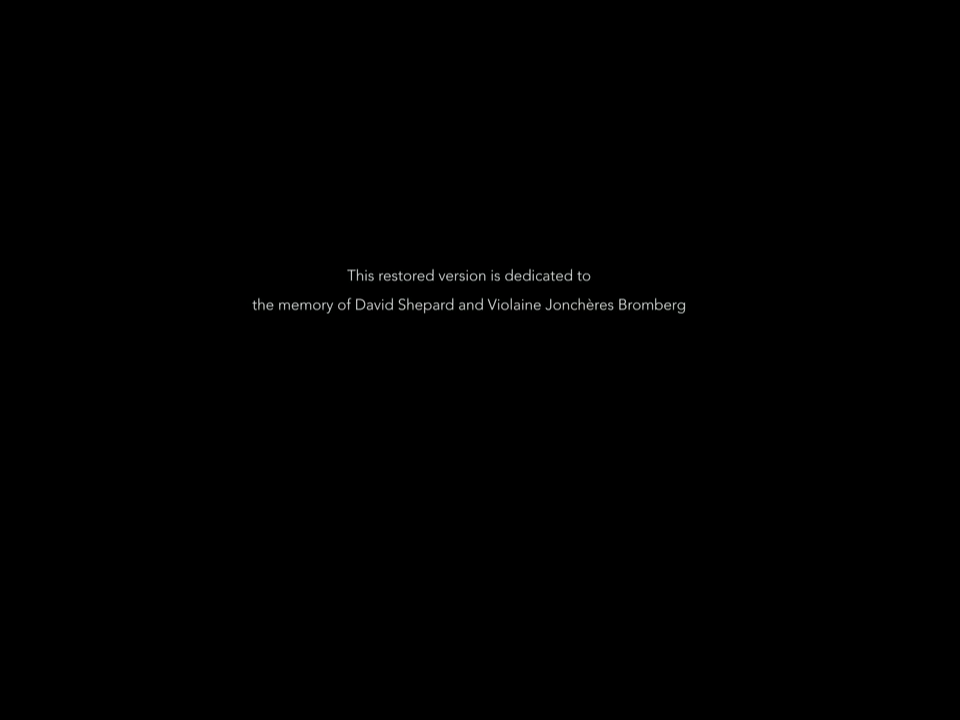 This restored version is dedicated to
the memory of David Shepard and Violaine Jonchères Bromberg